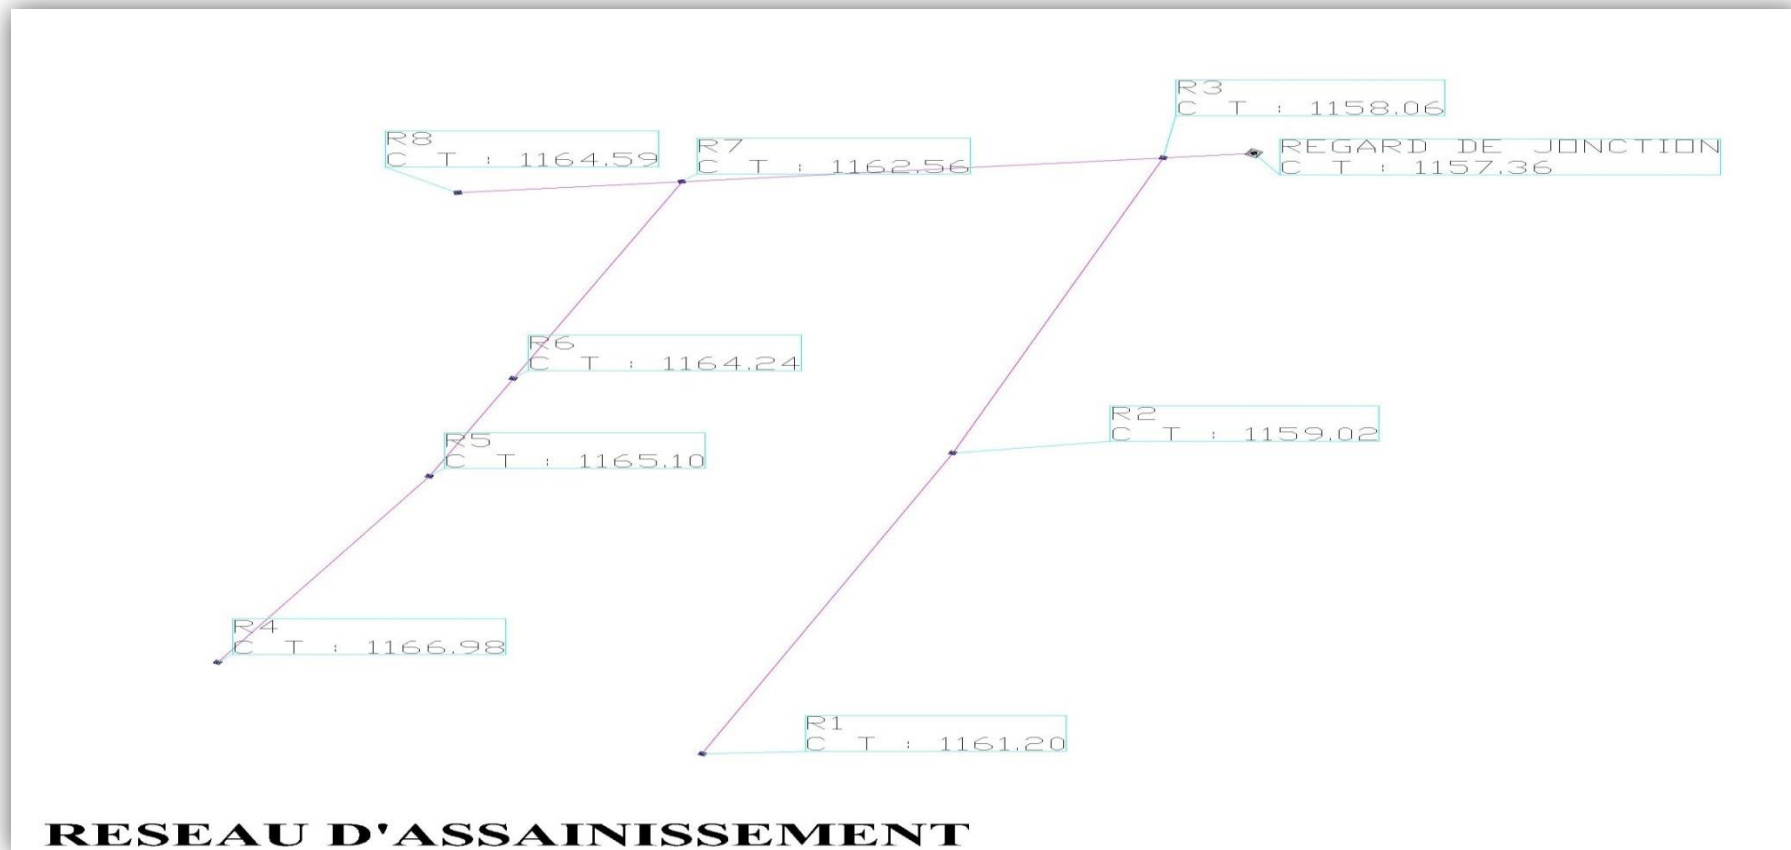 R3
C T : 1158.06
R8
C T : 1164.59
R7
C T : 1162.56
REGARD DE JONCTION
C T : 1157.36
R6
C T : 1164.24
R5
C T : 1165.10
R2
C T : 1159.02
R4
C T : 1166.98
R1
C T : 1161.20
RESEAU D'ASSAINISSEMENT